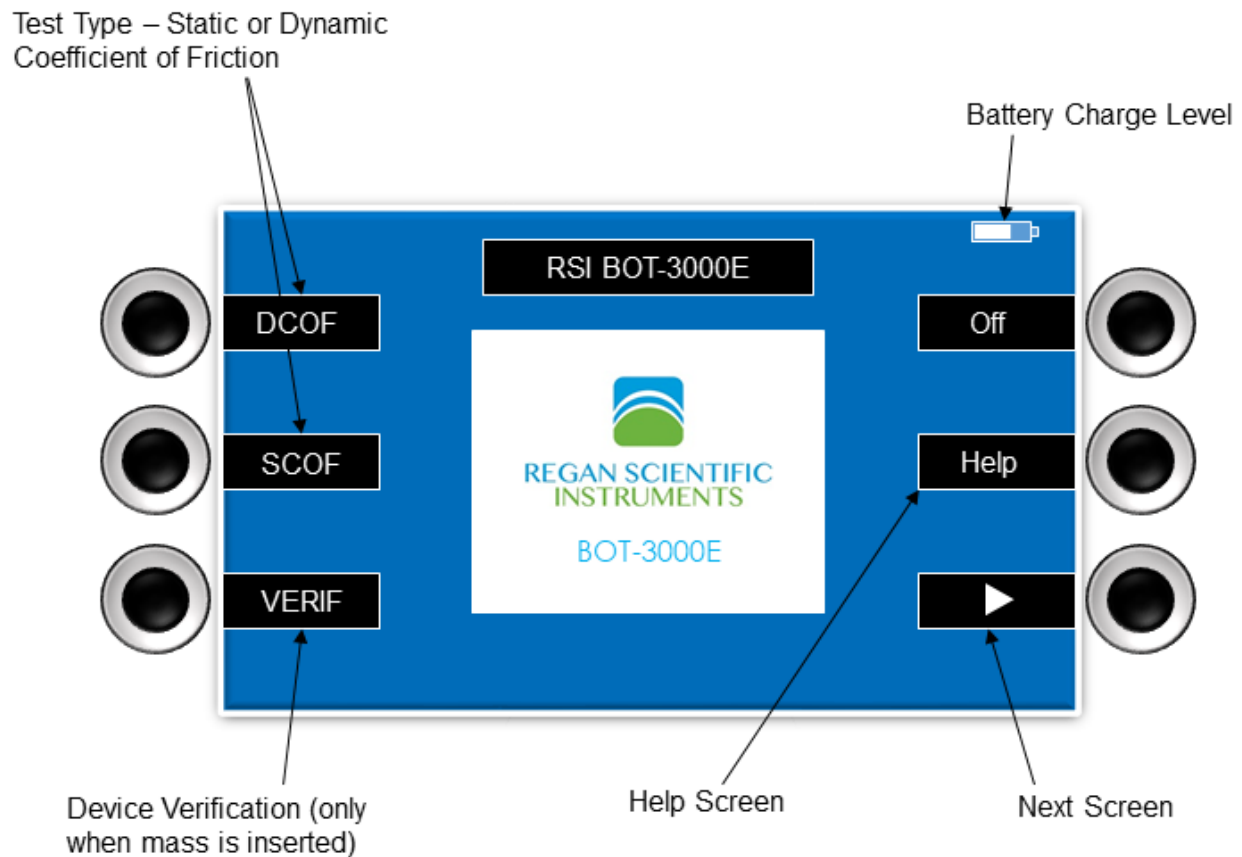 Test Type – Static or Dynamic
Coefficient of Friction
Battery Charge Level
RSI BOT-3000E
DCOF
Off
SCOF
Help
REGAN SCIENTIFIC
INSTRUMENTS
BOT-3000E
VERIF
Device Verification (only
when mass is inserted)
Help Screen
Next Screen